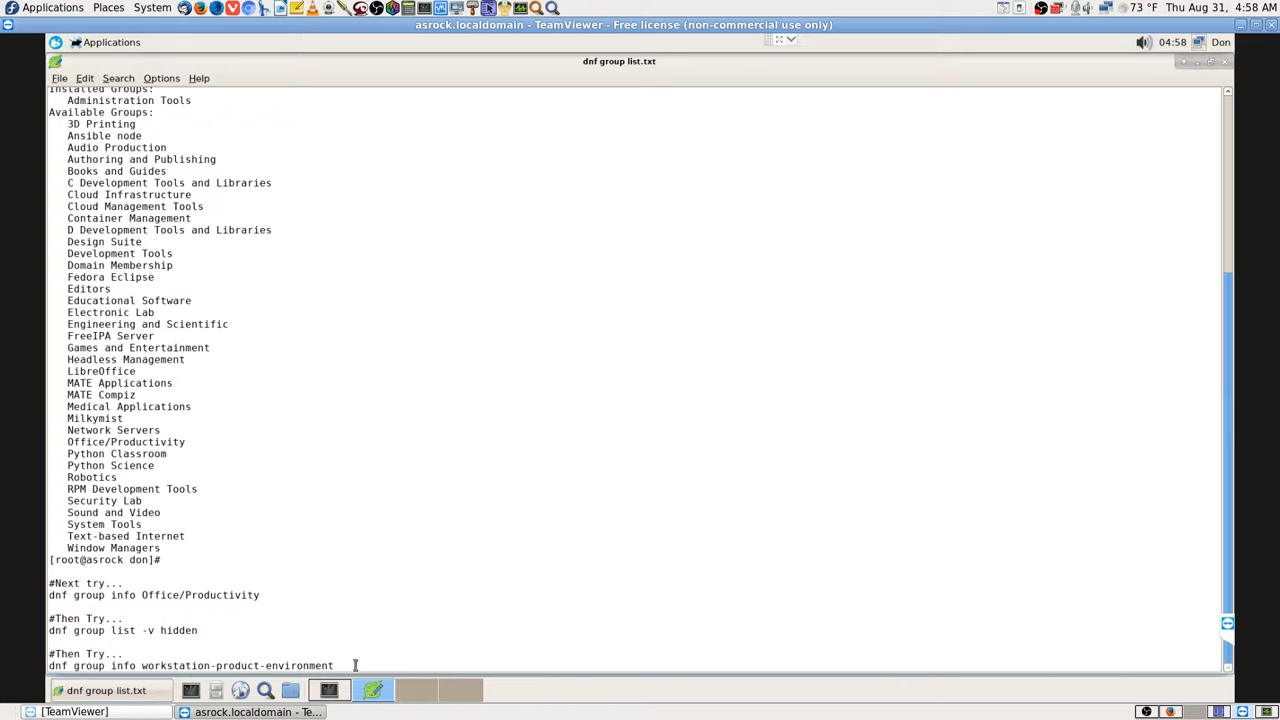 Applications Places System 73 °F Thu Aug 31, 4:58 AM
asrock.localdomain - TeamViewer - Free license (non-commercial use only)
Applications 04:58 Don
dnf group list.txt
File Edit Search Options Help
Installed Groups:
Administration Tools
Available Groups:
3D Printing
Ansible node
Audio Production
Authoring and Publishing
Books and Guides
C Development Tools and Libraries
Cloud Infrastructure
Cloud Management Tools
Container Management
D Development Tools and Libraries
Design Suite
Development Tools
Domain Membership
Fedora Eclipse
Editors
Educational Software
Electronic Lab
Engineering and Scientific
FreeIPA Server
Games and Entertainment
Headless Management
LibreOffice
MATE Applications
MATE Compiz
Medical Applications
Milkymist
Network Servers
Office/Productivity
Python Classroom
Python Science
Robotics
RPM Development Tools
Security Lab
Sound and Video
System Tools
Text-based Internet
Window Managers
[root@asrock don]#
#Next try...
dnf group info Office/Productivity
#Then Try...
dnf group list -v hidden
#Then Try...
dnf group info workstation-product-environment
dnf group list.txt
[TeamViewer] asrock.localdomain - Te...